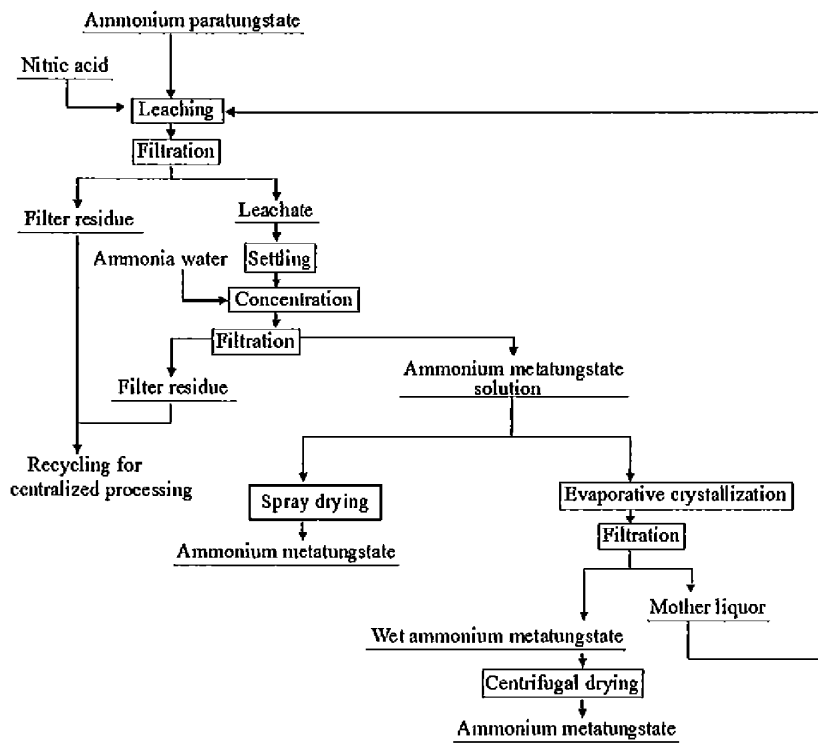 Ammonium paratungstate
Nitric acid
Leaching
Filtration
Filter residue
Leachate
Ammonia water
Settling
Concentration
Filtration
Filter residue
Ammonium metatungstate
solution
Recycling for
centralized processing
Spray drying
Evaporative crystallization
Ammonium metatungstate
Filtration
Mother liquor
Wet ammonium metatungstate
Centrifugal drying
Ammonium metatungstate